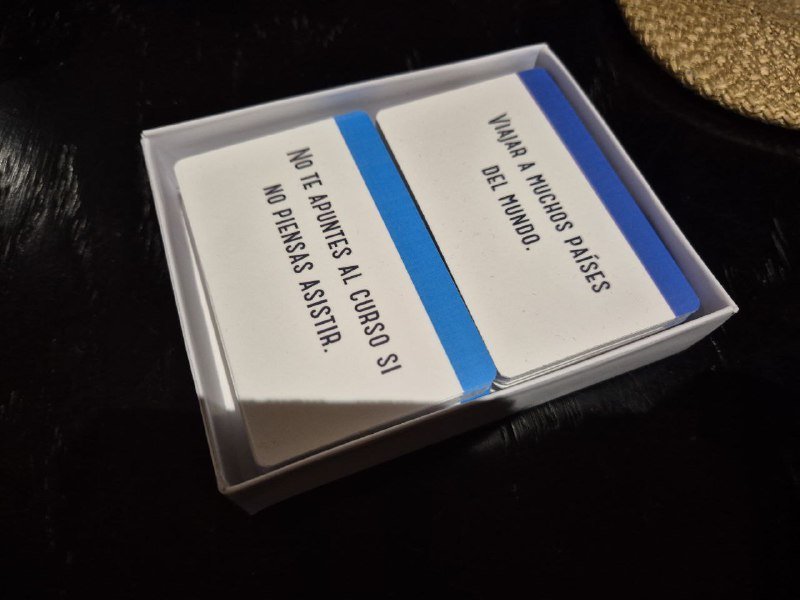 NO TE APUNTES AL CURSO SI
NO PIENSAS ASISTIR.
VIAJAR A MUCHOS PAÍSES
DEL MUNDO.